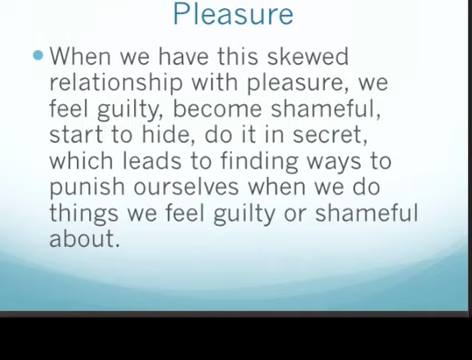 Pleasure
• When we have this skewed
relationship with pleasure, we
feel guilty, become shameful,
start to hide, do it in secret,
which leads to finding ways to
punish ourselves when we do
things we feel guilty or shameful
about.